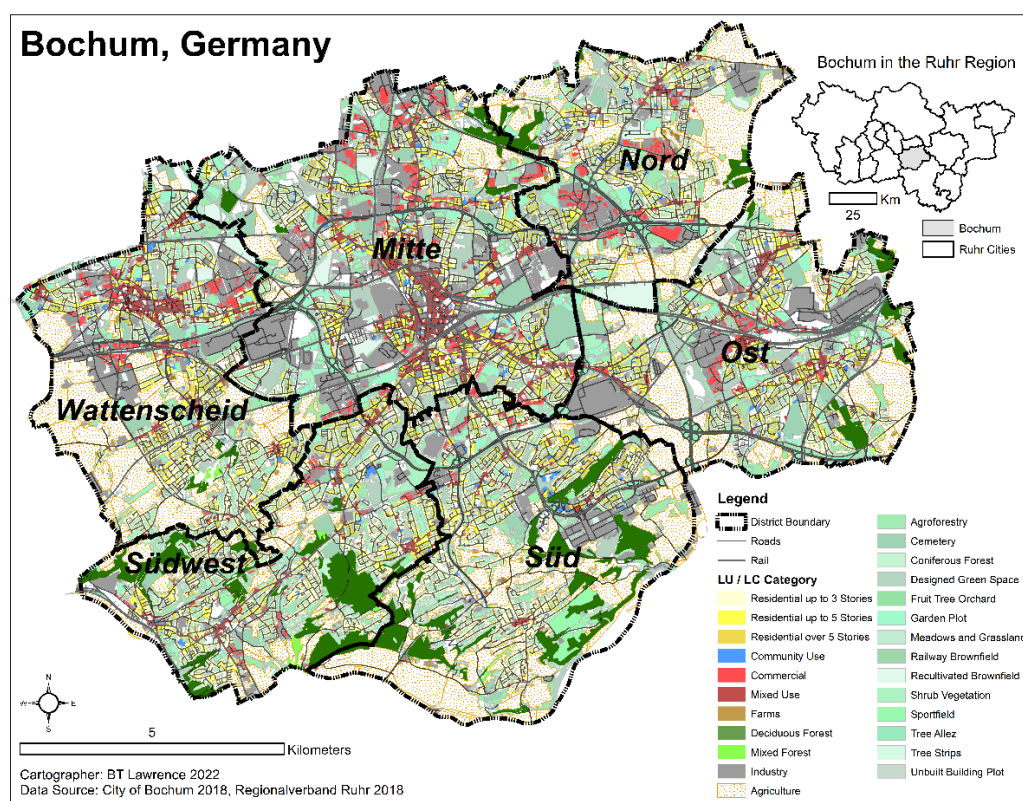 Bochum, Germany
Bochum in the Ruhr Region
Km
25
Bochum
Ruhr Cities
Nord
Mitte
Ost
Wattenscheid
Südwest
Süd
Legend
District Boundary
Roads
Rail
LU / LC Category
Residential up to 3 Stories
Residential up to 5 Stories
Residential over 5 Stories
Community Use
Commercial
Mixed Use
Farms
Deciduous Forest
Mixed Forest
Industry
Agriculture
Agroforestry
Cemetery
Coniferous Forest
Designed Green Space
Fruit Tree Orchard
Garden Plot
Meadows and Grassland
Railway Brownfield
Recultivated Brownfield
Shrub Vegetation
Sportfield
Tree Allez
Tree Strips
Unbuilt Building Plot
N
E
S
5
Kilometers
Cartographer: BT Lawrence 2022
Data Source: City of Bochum 2018, Regionalverband Ruhr 2018